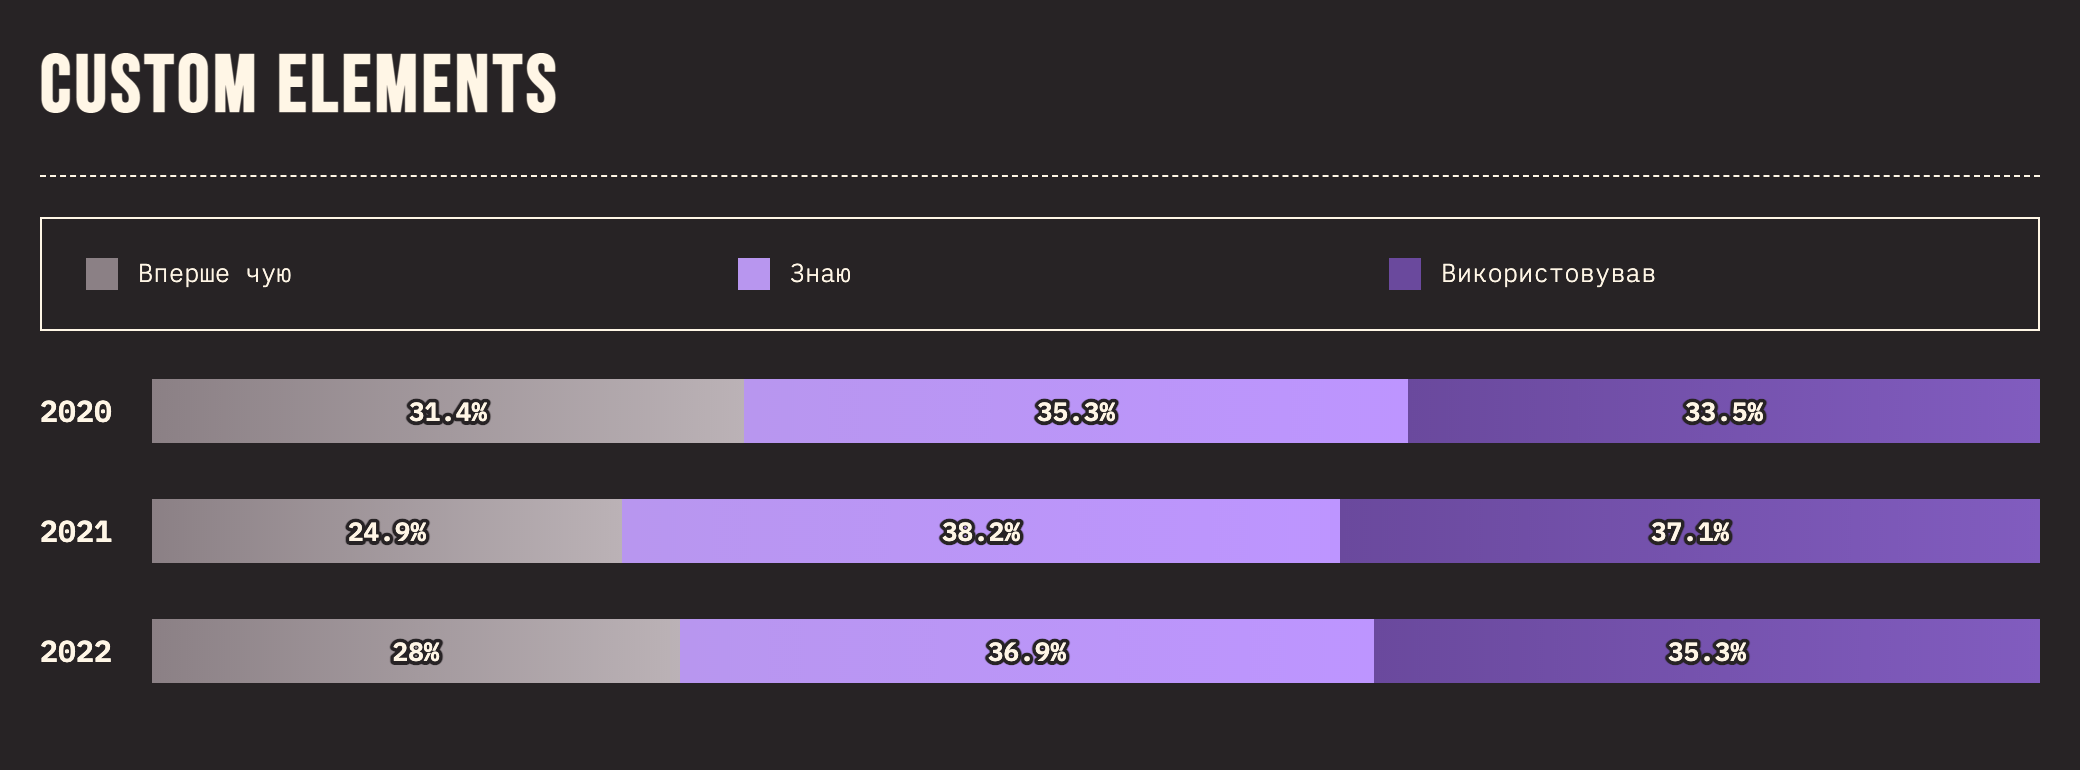 CUSTOM ELEMENTS
Вперше чую Знаю Використовував
2020 31.4% 35.3% 33.5%
2021 24.9% 38.2% 37.1%
2022 28% 36.9% 35.3%